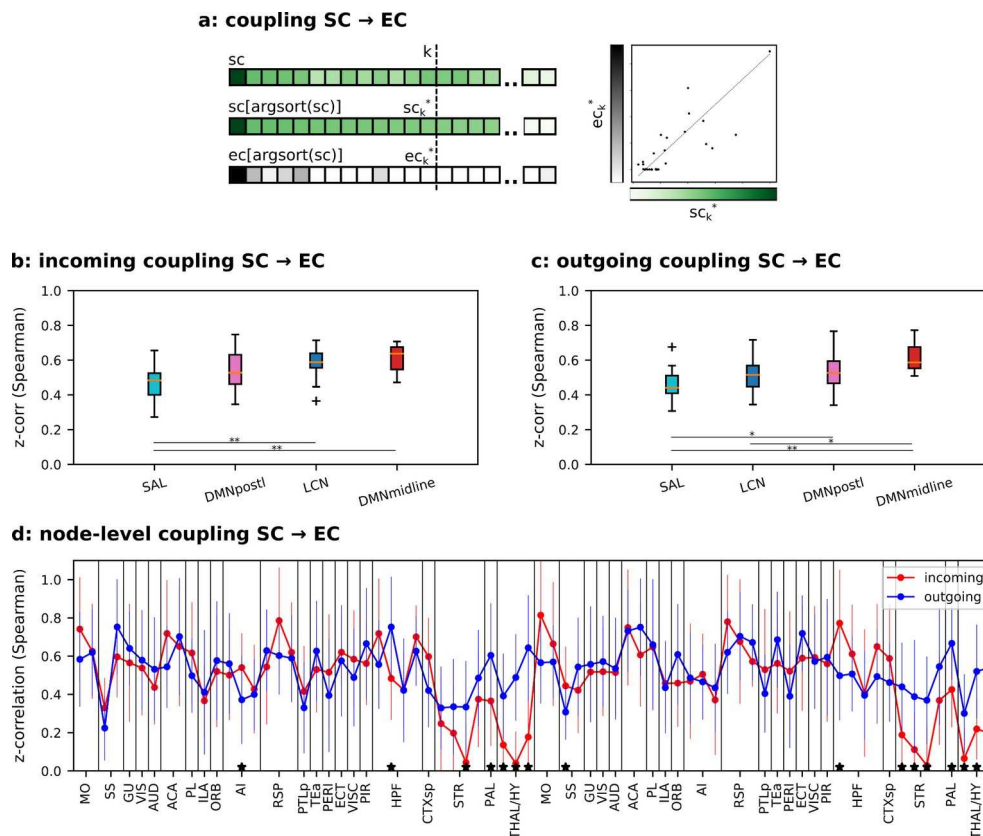 a: coupling SC → EC
k
sc
sc[argsort(sc)]
sc_k*
ec[argsort(sc)]
ec_k*
..
..
..
ec_k*
sc_k*
b: incoming coupling SC → EC
z-corr (Spearman)
1.0
0.8
0.6
0.4
0.2
0.0
**
**
SAL
DMNpostl
LCN
DMNmidline
c: outgoing coupling SC → EC
z-corr (Spearman)
1.0
0.8
0.6
0.4
0.2
0.0
*
*
**
SAL
LCN
DMNpostl
DMNmidline
d: node-level coupling SC → EC
z-correlation (Spearman)
1.0
0.8
0.6
0.4
0.2
0.0
incoming
outgoing
MO
SS
GU
VIS
AUD
ACA
PL
ILA
ORB
AI
RSP
PTLp
TEa
PERI
ECT
VISC
PIR
HPF
CTXsp
STR
PAL
THAL/HY
MO
SS
GU
VIS
AUD
ACA
PL
ILA
ORB
AI
RSP
PTLp
TEa
PERI
ECT
VISC
PIR
HPF
CTXsp
STR
PAL
THAL/HY